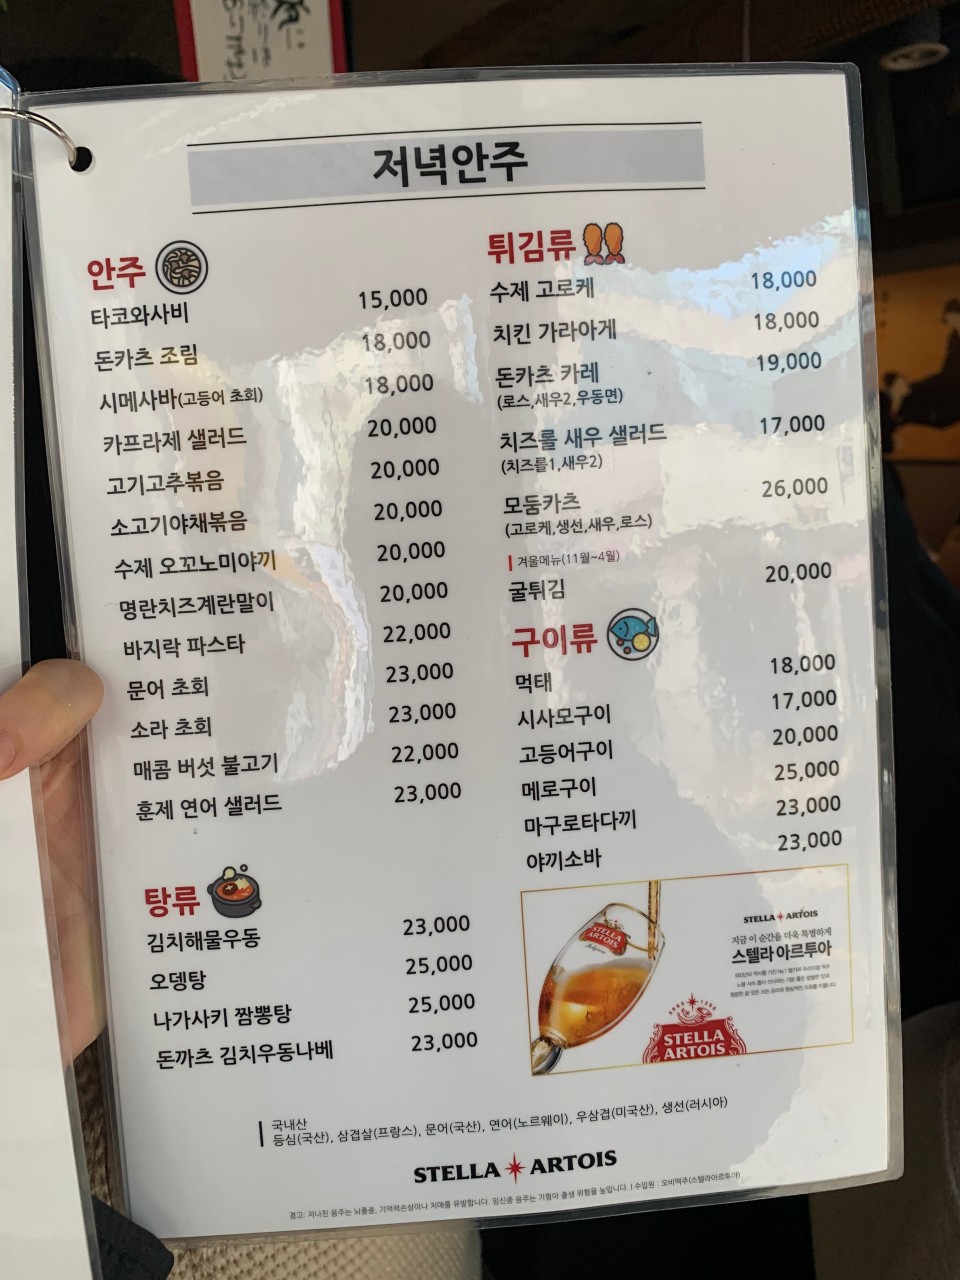 저녁안주
안주
타코와사비 15,000
돈카츠 조림 18,000
시메사바(고등어 초회) 18,000
카프라제 샐러드 20,000
고기고추볶음 20,000
소고기야채볶음 20,000
수제 오꼬노미야끼 20,000
명란치즈계란말이 20,000
바지락 파스타 22,000
문어 초회 23,000
소라 초회 23,000
매콤 버섯 불고기 22,000
훈제 연어 샐러드 23,000
탕류
김치해물우동 23,000
오뎅탕 25,000
나가사키 짬뽕탕 25,000
돈까츠 김치우동나베 23,000
튀김류
수제 고로케 18,000
치킨 가라아게 18,000
돈카츠 카레 19,000
(로스,새우2,우동면)
치즈롤 새우 샐러드 17,000
(치즈롤1,새우2)
모둠카츠 26,000
(고로케,생선,새우,로스)
겨울메뉴(11월~4월)
굴튀김 20,000
구이류
먹태 18,000
시사모구이 17,000
고등어구이 20,000
메로구이 25,000
마구로타다끼 23,000
야끼소바 23,000
STELLA ARTOIS
STELLA ARTOIS
지금 이 순간을 더욱 특별하게
스텔라 아르투아
STELLA
ARTOIS
국내산
등심(국산), 삼겹살(프랑스), 문어(국산), 연어(노르웨이), 우삼겹(미국산), 생선(러시아)
STELLA ARTOIS
경고: 지나친 음주는 뇌졸중, 기억력손상이나 치매를 유발합니다. 임신중 음주는 기형아 출생 위험을 높입니다. | 수입원 : 오비맥주(스텔라아르투아)